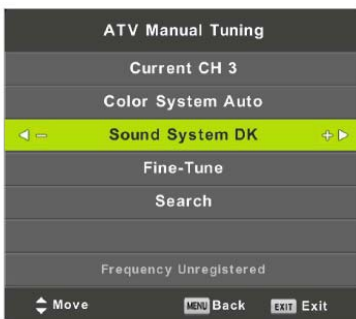 ATV Manual Tuning
Current CH 3
Color System Auto
Sound System DK
Fine-Tune
Search
Frequency Unregistered
Move MENU Back EXIT Exit